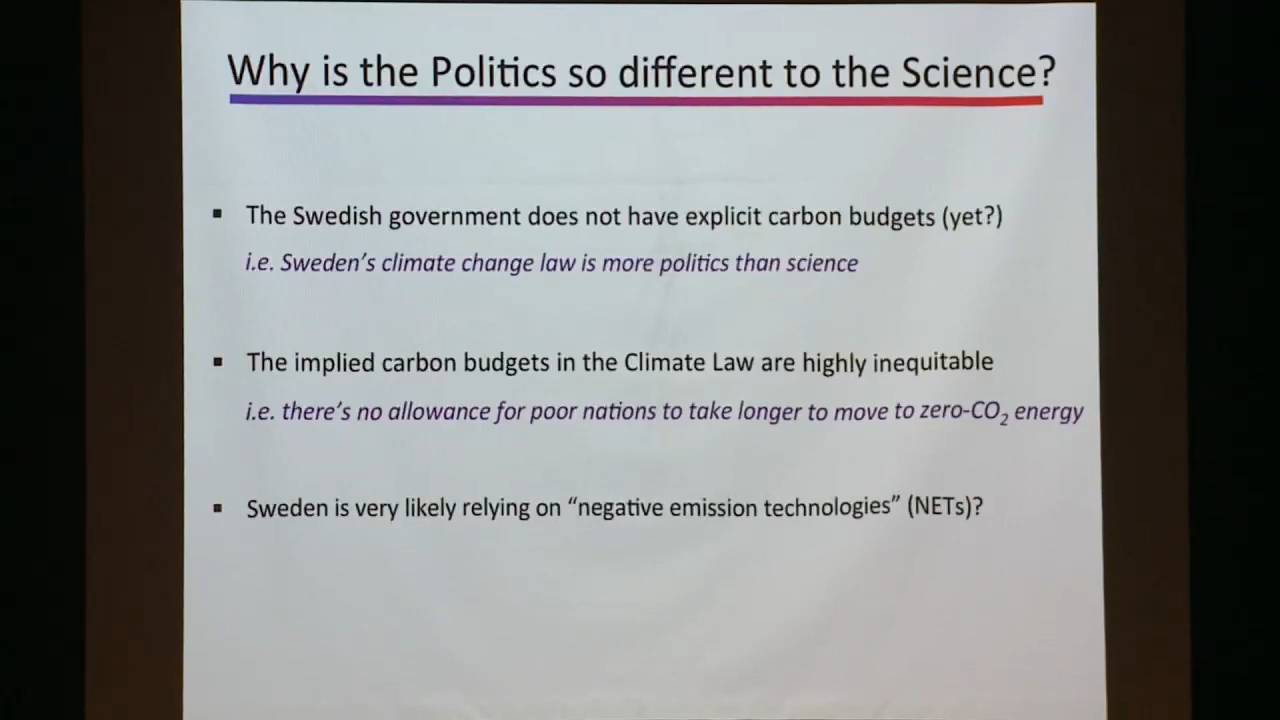 Why is the Politics so different to the Science?
▪ The Swedish government does not have explicit carbon budgets (yet?)
i.e. Sweden's climate change law is more politics than science
▪ The implied carbon budgets in the Climate Law are highly inequitable
i.e. there's no allowance for poor nations to take longer to move to zero-CO₂ energy
▪ Sweden is very likely relying on “negative emission technologies” (NETs)?